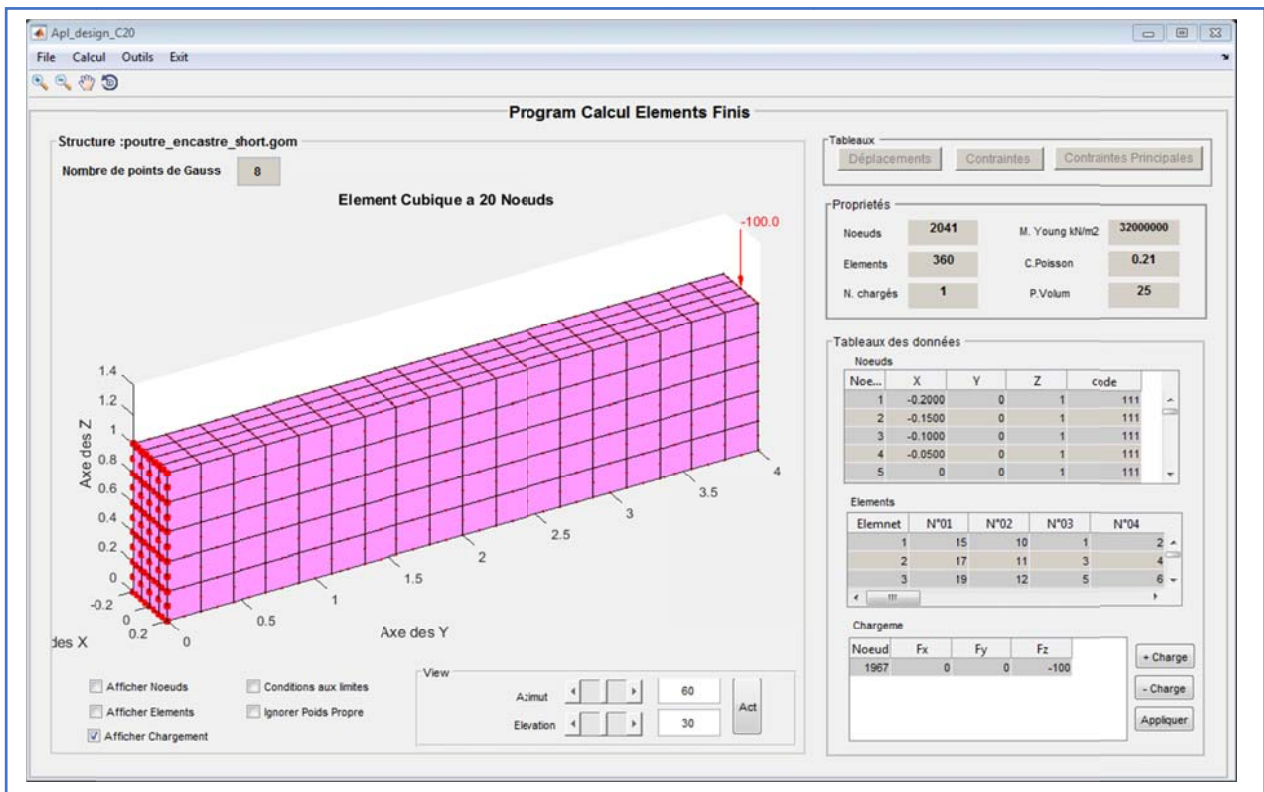 Apl_design_C20
File Calcul Outils Exit
Program Calcul Elements Finis
Structure :poutre_encastre_short.gom
Nombre de points de Gauss 8
Element Cubique a 20 Noeuds
-100.0
1.4
1.2
1
0.8
0.6
0.4
0.2
0
Axe des Z
-0.2
0
0.2
des X
0
0.5
1
1.5
2
2.5
3
3.5
4
Axe des Y
Afficher Noeuds
Conditions aux limites
Afficher Elements
Ignorer Poids Propre
Afficher Chargement
View
Azimut 60
Elevation 30
Act
Tableaux
Déplacements Contraintes Contraintes Principales
Proprietés
Noeuds 2041 M. Young kN/m2 32000000
Elements 360 C.Poisson 0.21
N. chargés 1 P.Volum 25
Tableaux des données
Noeuds
Noe... X Y Z code
1 -0.2000 0 1 111
2 -0.1500 0 1 111
3 -0.1000 0 1 111
4 -0.0500 0 1 111
5 0 0 1 111
Elements
Elemnet N°01 N°02 N°03 N°04
1 15 10 1 2
2 17 11 3 4
3 19 12 5 6
Chargeme
Noeud Fx Fy Fz
1967 0 0 -100
+ Charge
- Charge
Appliquer